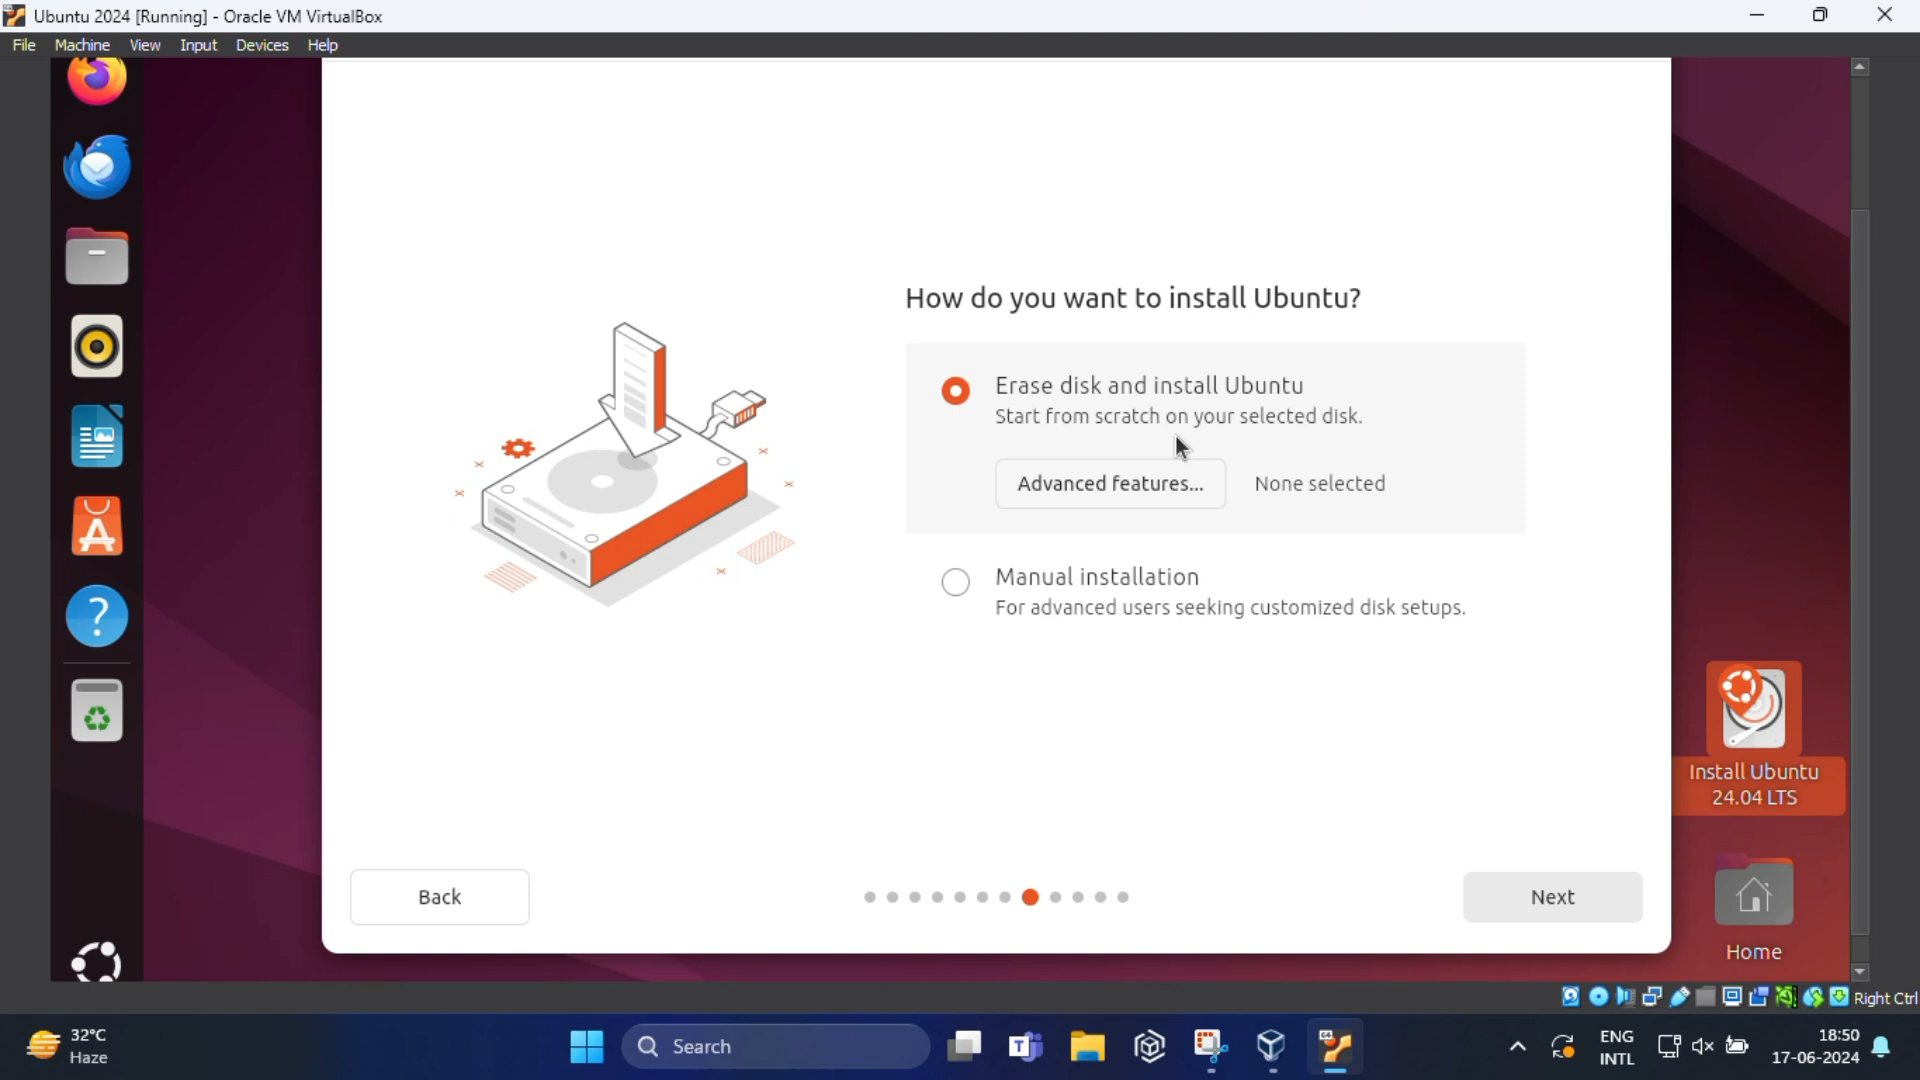 Ubuntu 2024 [Running] - Oracle VM VirtualBox
File Machine View Input Devices Help
How do you want to install Ubuntu?
Erase disk and install Ubuntu
Start from scratch on your selected disk.
Advanced features... None selected
Manual installation
For advanced users seeking customized disk setups.
Install Ubuntu
24.04 LTS
Back
Next
Home
Right Ctrl
32°C
Haze
Search
ENG
INTL
18:50
17-06-2024